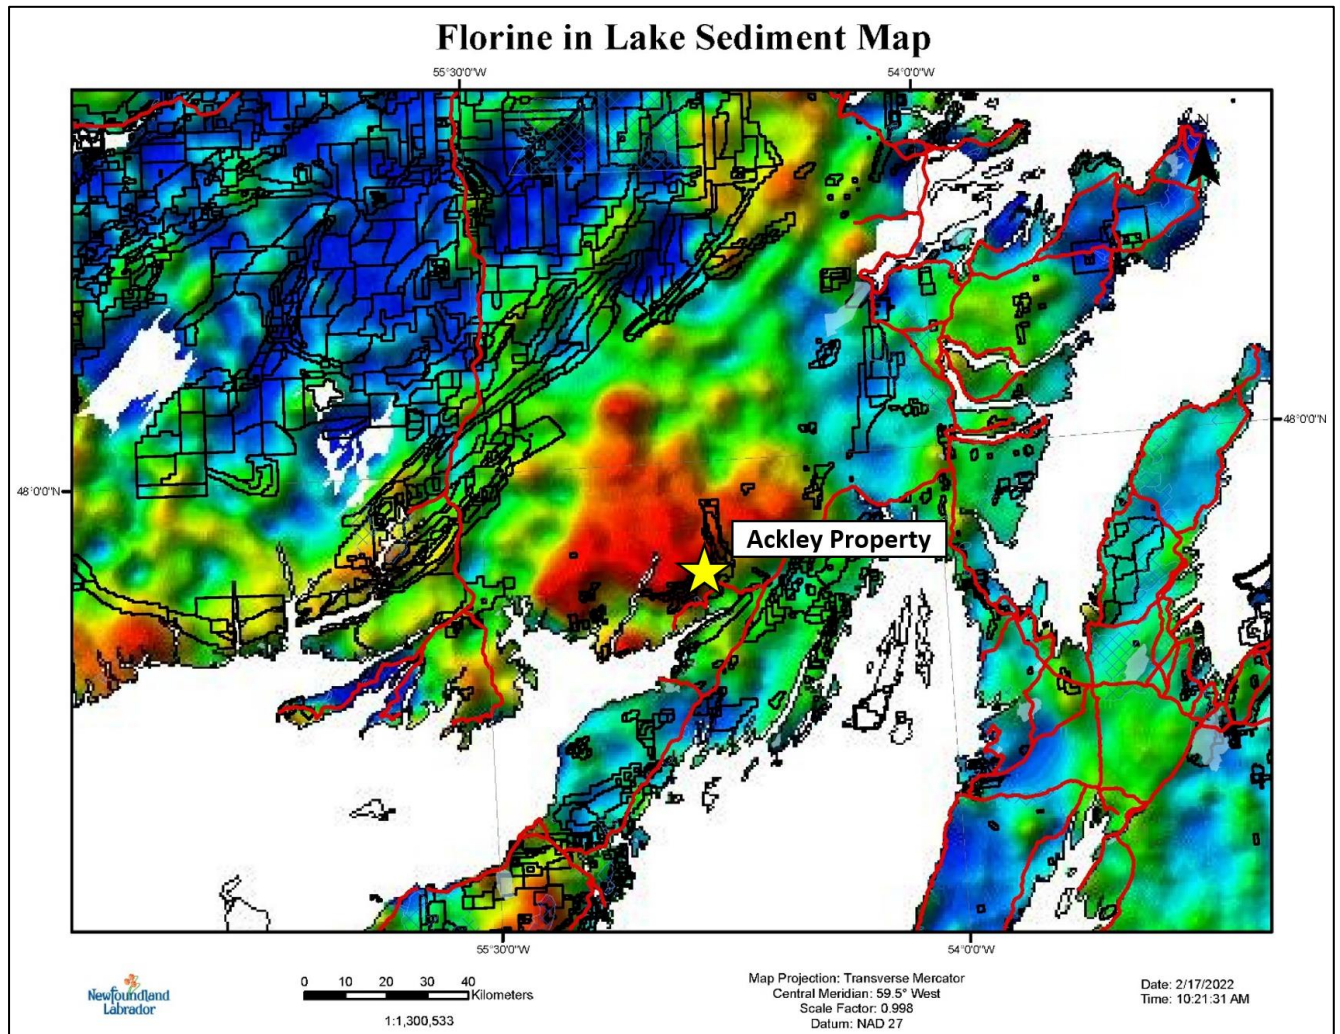 Florine in Lake Sediment Map
55°30'0"W
54°0'0"W
48°0'0"N
48°0'0"N
Ackley Property
55°30'0"W
54°0'0"W
Newfoundland
Labrador
0 10 20 30 40
Kilometers
1:1,300,533
Map Projection: Transverse Mercator
Central Meridian: 59.5° West
Scale Factor: 0.998
Datum: NAD 27
Date: 2/17/2022
Time: 10:21:31 AM